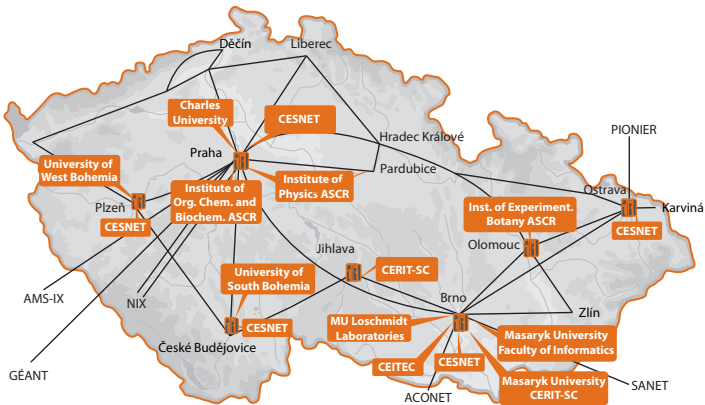 Děčín
Liberec
Charles
University
CESNET
PIONIER
Hradec Králové
Praha
University of
West Bohemia
Institute of
Physics ASCR
Pardubice
Institute of
Org. Chem. and
Biochem. ASCR
Ostrava
Karviná
Plzeň
CESNET
Inst. of Experiment.
Botany ASCR
CESNET
Olomouc
Jihlava
University of
South Bohemia
CERIT-SC
AMS-IX
NIX
Brno
Zlín
MU Loschmidt
Laboratories
CESNET
Masaryk University
Faculty of Informatics
České Budějovice
CEITEC
CESNET
GÉANT
Masaryk University
CERIT-SC
SANET
ACONET